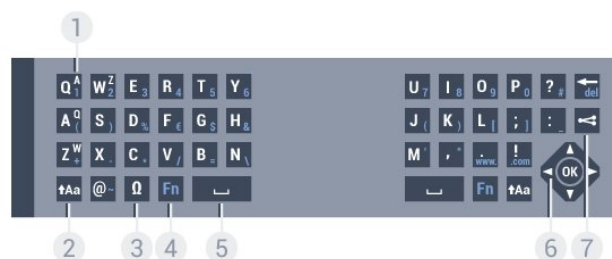 1
Q A 1 W Z 2 E 3 R 4 T 5 Y 6 U 7 I 8 O 9 P 0 ? # del
A Q ( S ) D % F € G $ H & J ( K ) L [ ; ] : _
Z W + X - C * V / B = N \ M ' , " . www. ! .com
Aa @ ~ Ω Fn Fn Aa OK
2 3 4 5 6 7